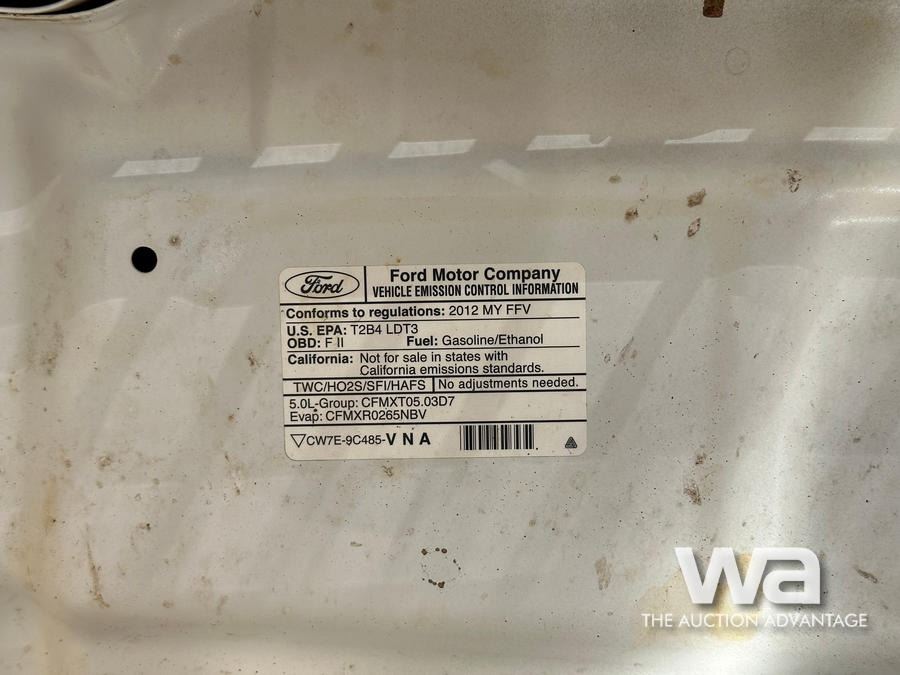 Ford
Ford Motor Company
VEHICLE EMISSION CONTROL INFORMATION
Conforms to regulations: 2012 MY FFV
U.S. EPA: T2B4 LDT3
OBD: F II Fuel: Gasoline/Ethanol
California: Not for sale in states with
California emissions standards.
TWC/HO2S/SFI/HAFS No adjustments needed.
5.0L-Group: CFMXT05.03D7
Evap: CFMXR0265NBV
CW7E-9C485-VNA
wa
THE AUCTION ADVANTAGE